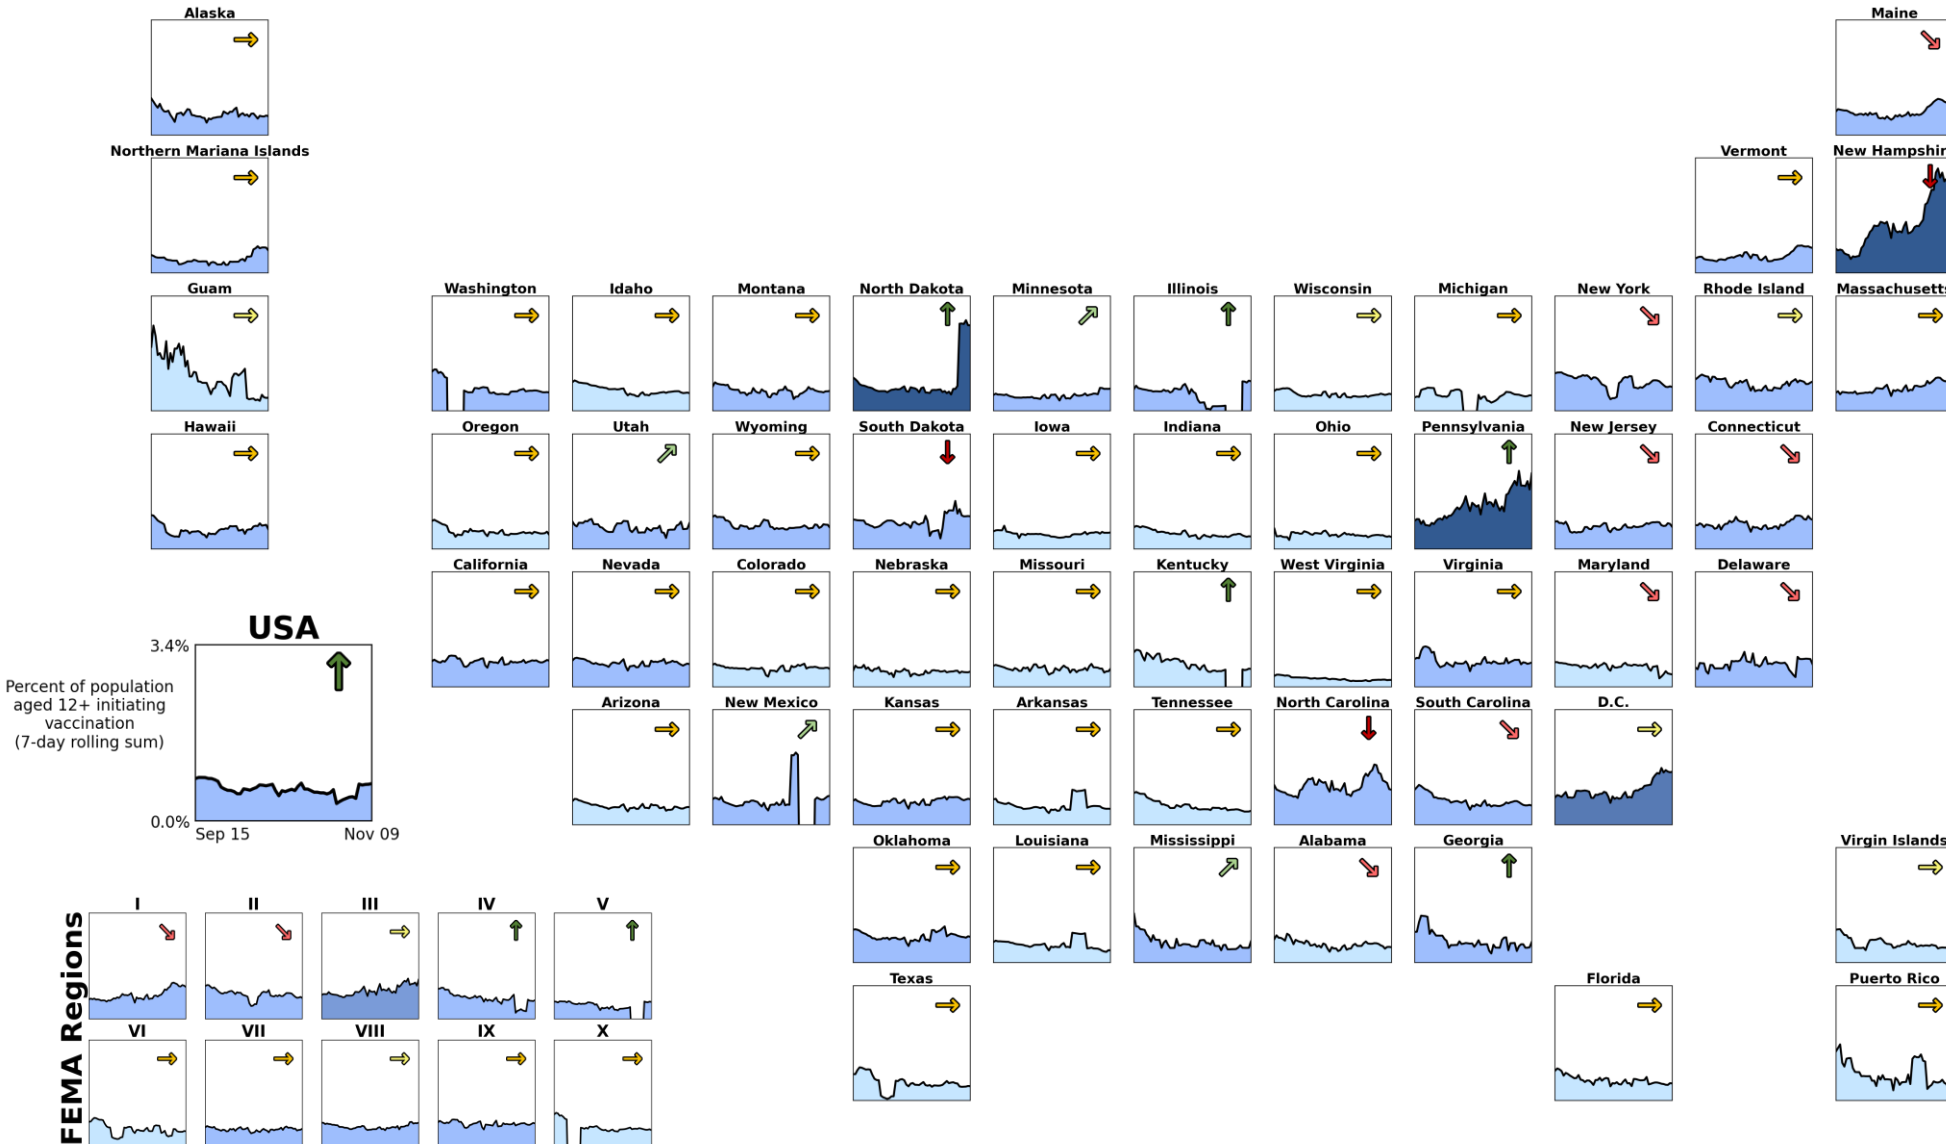 Alaska
Maine
Northern Mariana Islands
Vermont
New Hampshir
Guam
Washington
Idaho
Montana
North Dakota
Minnesota
Illinois
Wisconsin
Michigan
New York
Rhode Island
Massachusetts
Hawaii
Oregon
Utah
Wyoming
South Dakota
Iowa
Indiana
Ohio
Pennsylvania
New Jersey
Connecticut
California
Nevada
Colorado
Nebraska
Missouri
Kentucky
West Virginia
Virginia
Maryland
Delaware
USA
3.4%
Percent of population
aged 12+ initiating
vaccination
(7-day rolling sum)
0.0%
Sep 15
Nov 09
Arizona
New Mexico
Kansas
Arkansas
Tennessee
North Carolina
South Carolina
D.C.
Oklahoma
Louisiana
Mississippi
Alabama
Georgia
Virgin Islands
FEMA Regions
I
II
III
IV
V
Texas
Florida
Puerto Rico
VI
VII
VIII
IX
X